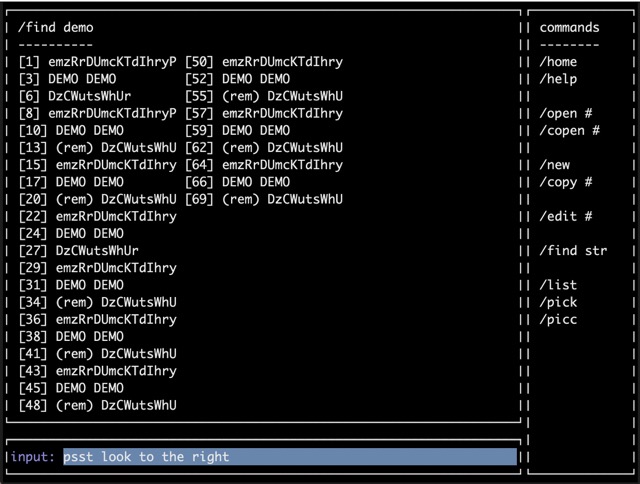 /find demo
----------
[1] emzRrDUmcKTdIhryP [50] emzRrDUmcKTdIhry
[3] DEMO DEMO [52] DEMO DEMO
[6] DzCWutsWhUr [55] (rem) DzCWutsWhU
[8] emzRrDUmcKTdIhryP [57] emzRrDUmcKTdIhry
[10] DEMO DEMO [59] DEMO DEMO
[13] (rem) DzCWutsWhU [62] (rem) DzCWutsWhU
[15] emzRrDUmcKTdIhry [64] emzRrDUmcKTdIhry
[17] DEMO DEMO [66] DEMO DEMO
[20] (rem) DzCWutsWhU [69] (rem) DzCWutsWhU
[22] emzRrDUmcKTdIhry
[24] DEMO DEMO
[27] DzCWutsWhUr
[29] emzRrDUmcKTdIhry
[31] DEMO DEMO
[34] (rem) DzCWutsWhU
[36] emzRrDUmcKTdIhry
[38] DEMO DEMO
[41] (rem) DzCWutsWhU
[43] emzRrDUmcKTdIhry
[45] DEMO DEMO
[48] (rem) DzCWutsWhU
input: psst look to the right
commands
--------
/home
/help
/open #
/copen #
/new
/copy #
/edit #
/find str
/list
/pick
/picc